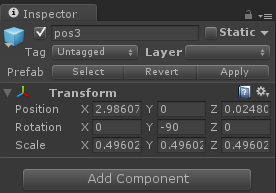 Inspector
pos3 Static
Tag Untagged Layer
Prefab Select Revert Apply
Transform
Position X 2.98607 Y 0 Z 0.02480
Rotation X 0 Y -90 Z 0
Scale X 0.49602 Y 0.49602 Z 0.49602
Add Component